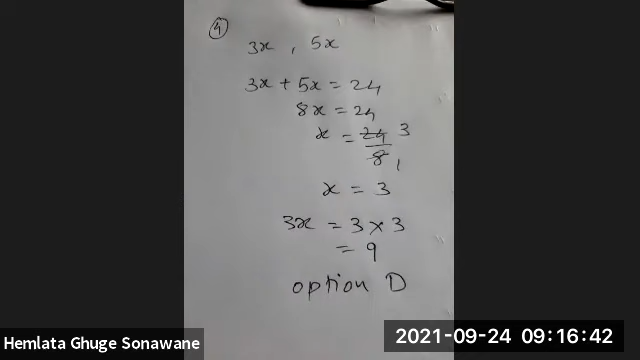 4
3x , 5x
3x + 5x = 24
8x = 24
x = 24/8 3 1
x = 3
3x = 3 × 3
= 9
option D
Hemlata Ghuge Sonawane
2021-09-24 09:16:42